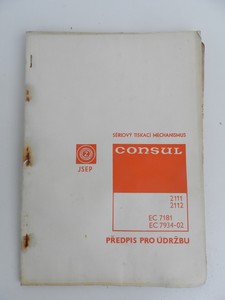 SÉRIOVÝ TISKACÍ MECHANISMUS
consul
JSEP
2111
2112
EC 7181
EC 7934-02
PŘEDPIS PRO ÚDRŽBU